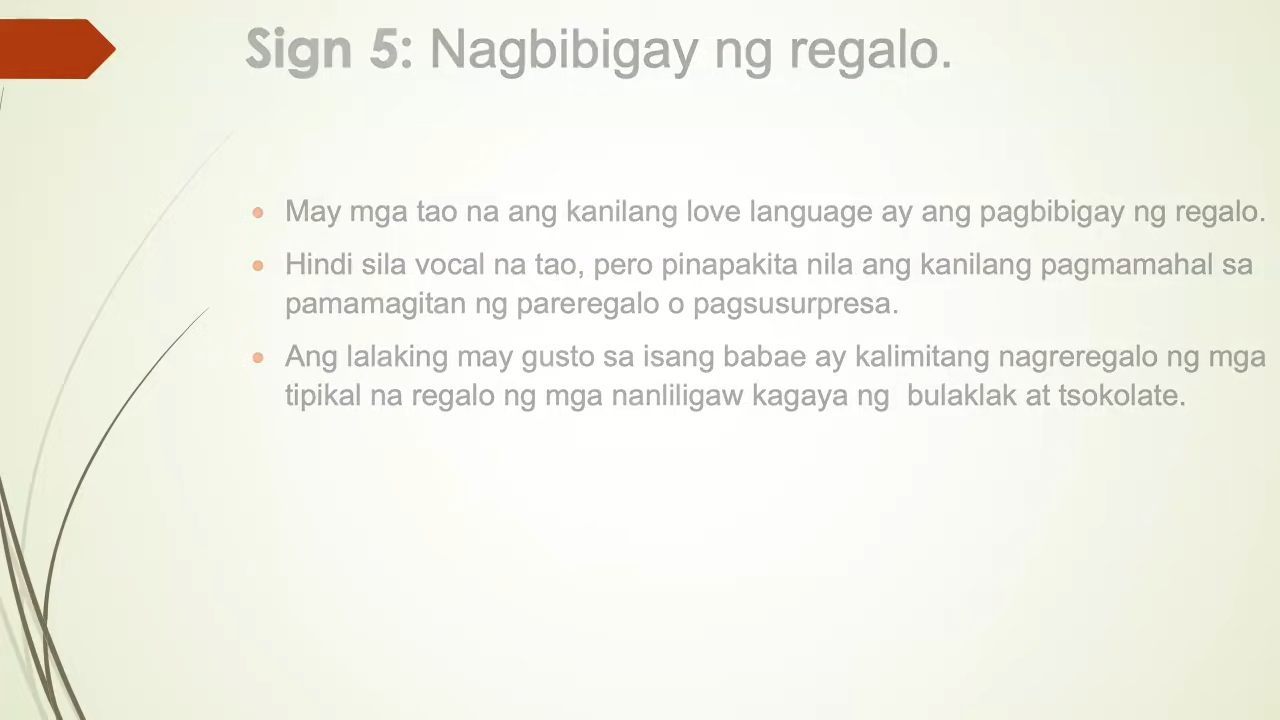 Sign 5: Nagbibigay ng regalo.
May mga tao na ang kanilang love language ay ang pagbibigay ng regalo.
Hindi sila vocal na tao, pero pinapakita nila ang kanilang pagmamahal sa
pamamagitan ng pareregalo o pagsusurpresa.
Ang lalaking may gusto sa isang babae ay kalimitang nagreregalo ng mga
tipikal na regalo ng mga nanliligaw kagaya ng  bulaklak at tsokolate.